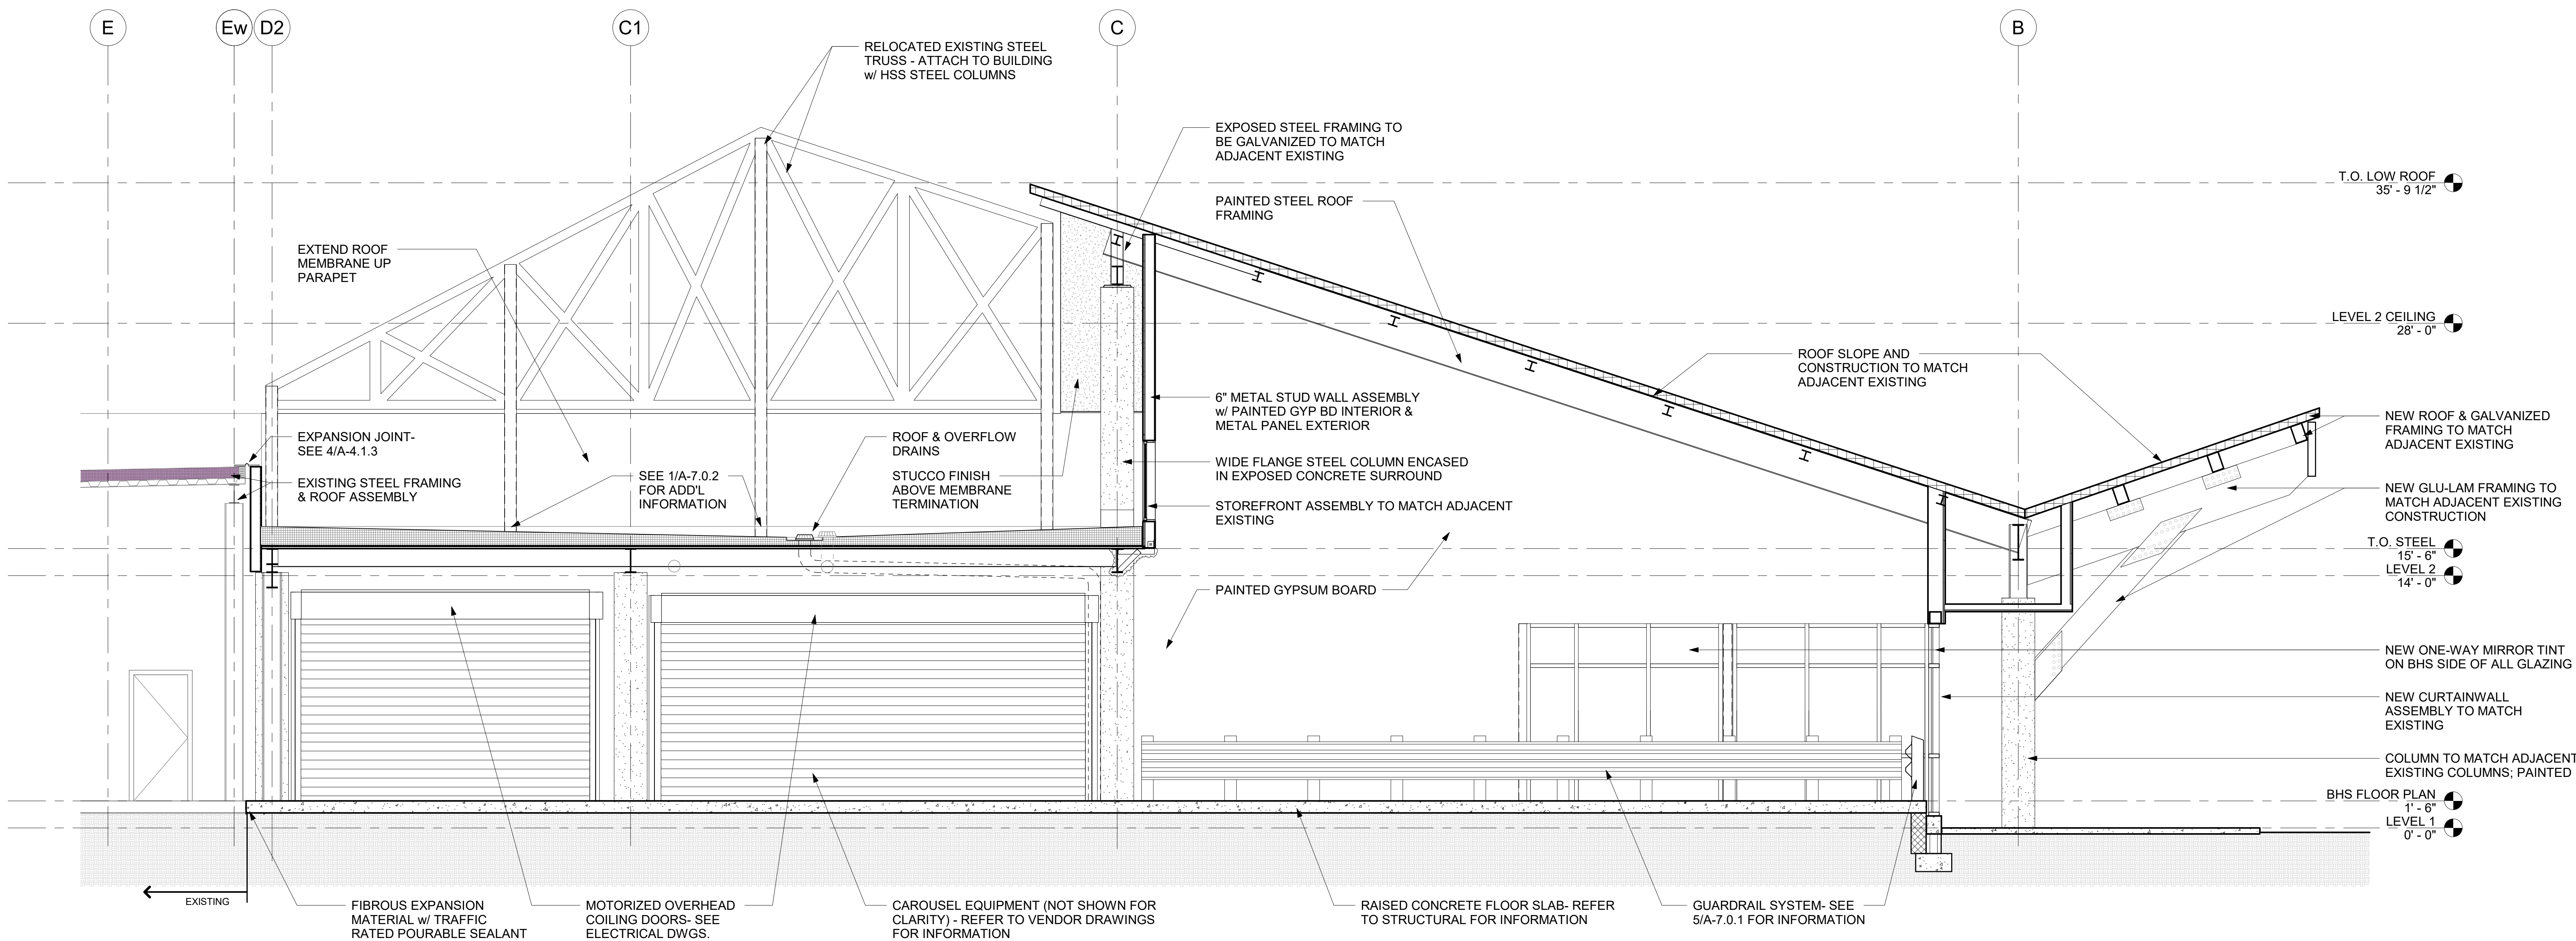 E
Ew
D2
C1
C
B
RELOCATED EXISTING STEEL
TRUSS - ATTACH TO BUILDING
w/ HSS STEEL COLUMNS
EXPOSED STEEL FRAMING TO
BE GALVANIZED TO MATCH
ADJACENT EXISTING
T.O. LOW ROOF
35' - 9 1/2"
PAINTED STEEL ROOF
FRAMING
EXTEND ROOF
MEMBRANE UP
PARAPET
LEVEL 2 CEILING
28' - 0"
ROOF SLOPE AND
CONSTRUCTION TO MATCH
ADJACENT EXISTING
6" METAL STUD WALL ASSEMBLY
w/ PAINTED GYP BD INTERIOR &
METAL PANEL EXTERIOR
NEW ROOF & GALVANIZED
FRAMING TO MATCH
ADJACENT EXISTING
EXPANSION JOINT-
SEE 4/A-4.1.3
ROOF & OVERFLOW
DRAINS
EXISTING STEEL FRAMING
& ROOF ASSEMBLY
SEE 1/A-7.0.2
FOR ADD'L
INFORMATION
STUCCO FINISH
ABOVE MEMBRANE
TERMINATION
WIDE FLANGE STEEL COLUMN ENCASED
IN EXPOSED CONCRETE SURROUND
STOREFRONT ASSEMBLY TO MATCH ADJACENT
EXISTING
NEW GLU-LAM FRAMING TO
MATCH ADJACENT EXISTING
CONSTRUCTION
T.O. STEEL
15' - 6"
LEVEL 2
14' - 0"
PAINTED GYPSUM BOARD
NEW ONE-WAY MIRROR TINT
ON BHS SIDE OF ALL GLAZING
NEW CURTAINWALL
ASSEMBLY TO MATCH
EXISTING
COLUMN TO MATCH ADJACENT
EXISTING COLUMNS; PAINTED
BHS FLOOR PLAN
1' - 6"
LEVEL 1
0' - 0"
EXISTING
FIBROUS EXPANSION
MATERIAL w/ TRAFFIC
RATED POURABLE SEALANT
MOTORIZED OVERHEAD
COILING DOORS- SEE
ELECTRICAL DWGS.
CAROUSEL EQUIPMENT (NOT SHOWN FOR
CLARITY) - REFER TO VENDOR DRAWINGS
FOR INFORMATION
RAISED CONCRETE FLOOR SLAB- REFER
TO STRUCTURAL FOR INFORMATION
GUARDRAIL SYSTEM- SEE
5/A-7.0.1 FOR INFORMATION